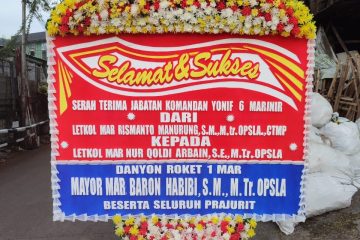 Selamat & Sukses
SERAH TERIMA JABATAN KOMANDAN YONIF 6 MARINIR
DARI
LETKOL MAR RISMANTO MANURUNG, S.M., M.tr. OPSLA., CTMP
KEPADA
LETKOL MAR NUR QOLDI ARBAIN, S.E., M.Tr. OPSLA
DANYON ROKET 1 MAR
MAYOR MAR BARON HABIBI, S.M., M.Tr. OPSLA
BESERTA SELURUH PRAJURIT